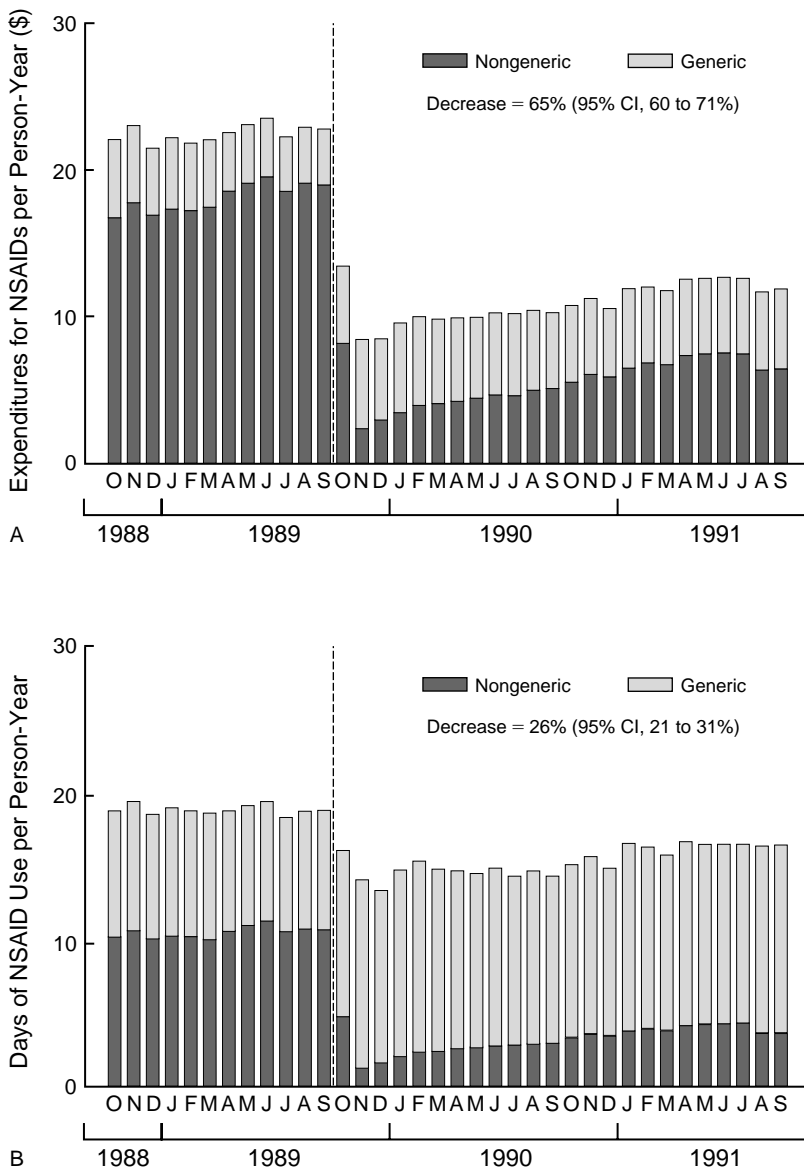 Expenditures for NSAIDs per Person-Year ($)
30
20
10
0
Nongeneric Generic
Decrease = 65% (95% CI, 60 to 71%)
O N D J F M A M J J A S O N D J F M A M J J A S O N D J F M A M J J A S
A 1988 1989 1990 1991
Days of NSAID Use per Person-Year
30
20
10
0
Nongeneric Generic
Decrease = 26% (95% CI, 21 to 31%)
O N D J F M A M J J A S O N D J F M A M J J A S O N D J F M A M J J A S
B 1988 1989 1990 1991